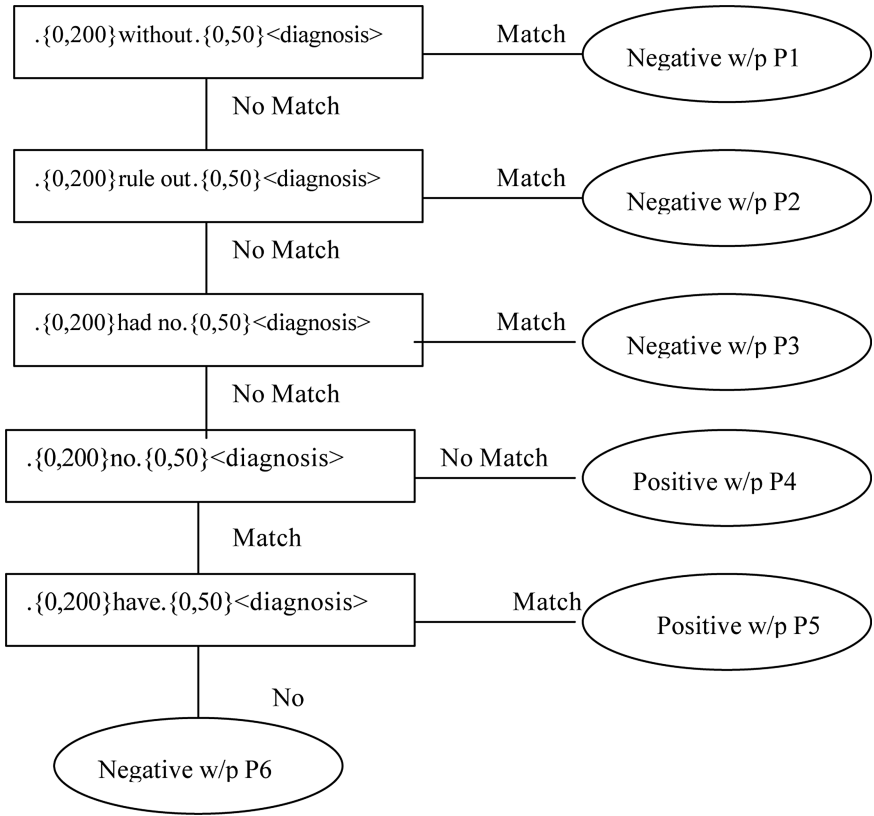 .{0,200}without.{0,50}<diagnosis>
Match
Negative w/p P1
No Match
.{0,200}rule out.{0,50}<diagnosis>
Match
Negative w/p P2
No Match
.{0,200}had no.{0,50}<diagnosis>
Match
Negative w/p P3
No Match
.{0,200}no.{0,50}<diagnosis>
No Match
Positive w/p P4
Match
.{0,200}have.{0,50}<diagnosis>
Match
Positive w/p P5
No
Negative w/p P6